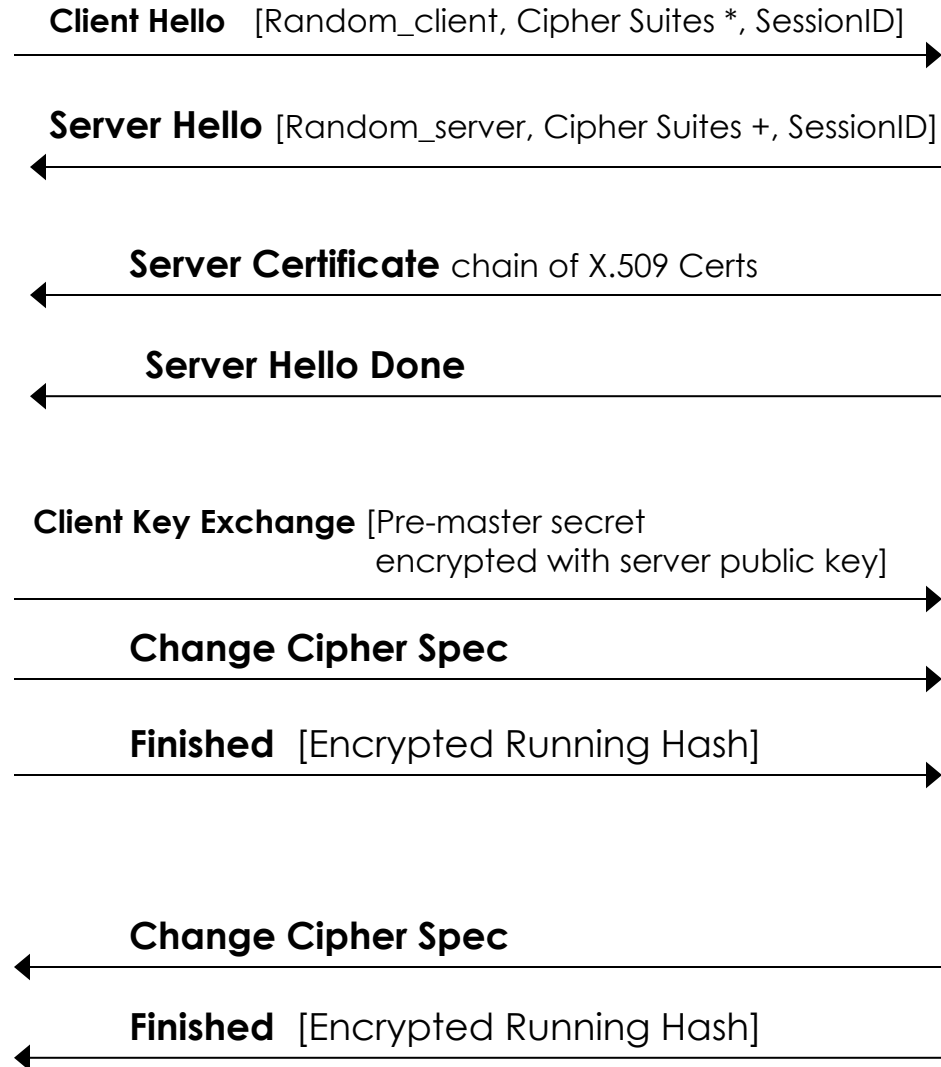 Client Hello [Random_client, Cipher Suites *, SessionID]
Server Hello [Random_server, Cipher Suites +, SessionID]
Server Certificate chain of X.509 Certs
Server Hello Done
Client Key Exchange [Pre-master secret
encrypted with server public key]
Change Cipher Spec
Finished [Encrypted Running Hash]
Change Cipher Spec
Finished [Encrypted Running Hash]